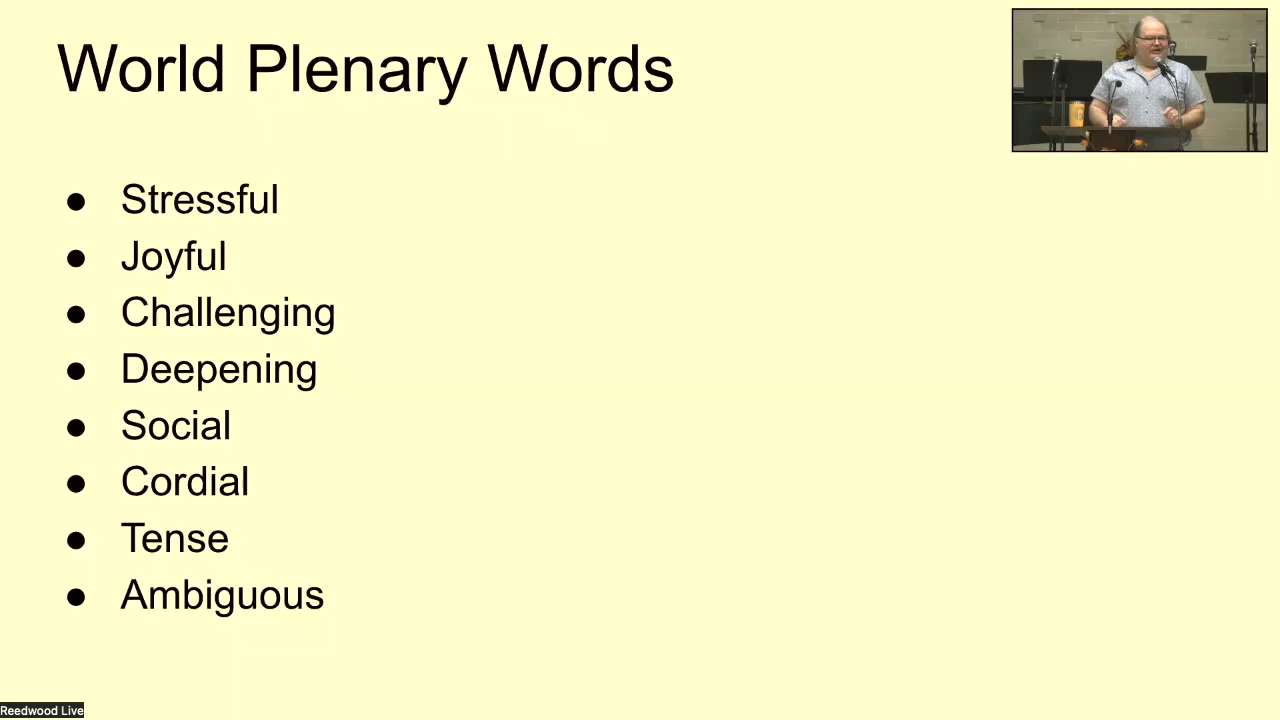 World Plenary Words
● Stressful
● Joyful
● Challenging
● Deepening
● Social
● Cordial
● Tense
● Ambiguous
Reedwood Live